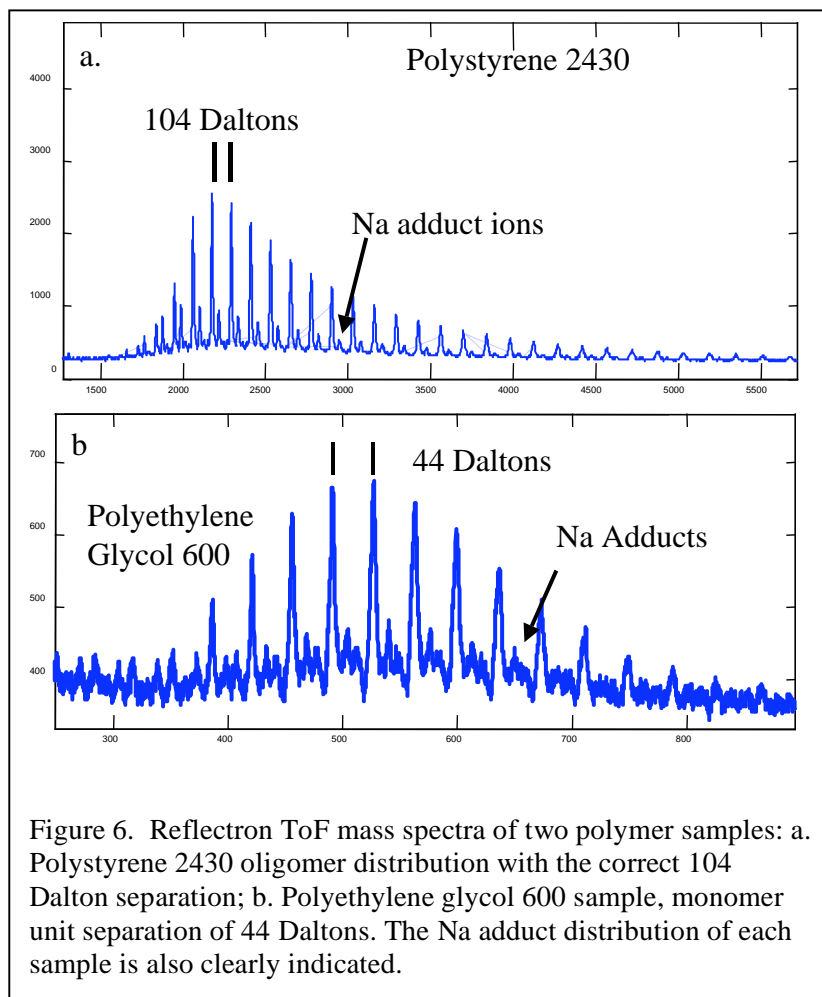 a.
Polystyrene 2430
104 Daltons
Na adduct ions
4000
3000
2000
1000
0
1500 2000 2500 3000 3500 4000 4500 5000 5500
b
44 Daltons
Polyethylene
Glycol 600
Na Adducts
700
600
500
400
300 400 500 600 700 800
Figure 6. Reflectron ToF mass spectra of two polymer samples: a.
Polystyrene 2430 oligomer distribution with the correct 104
Dalton separation; b. Polyethylene glycol 600 sample, monomer
unit separation of 44 Daltons. The Na adduct distribution of each
sample is also clearly indicated.